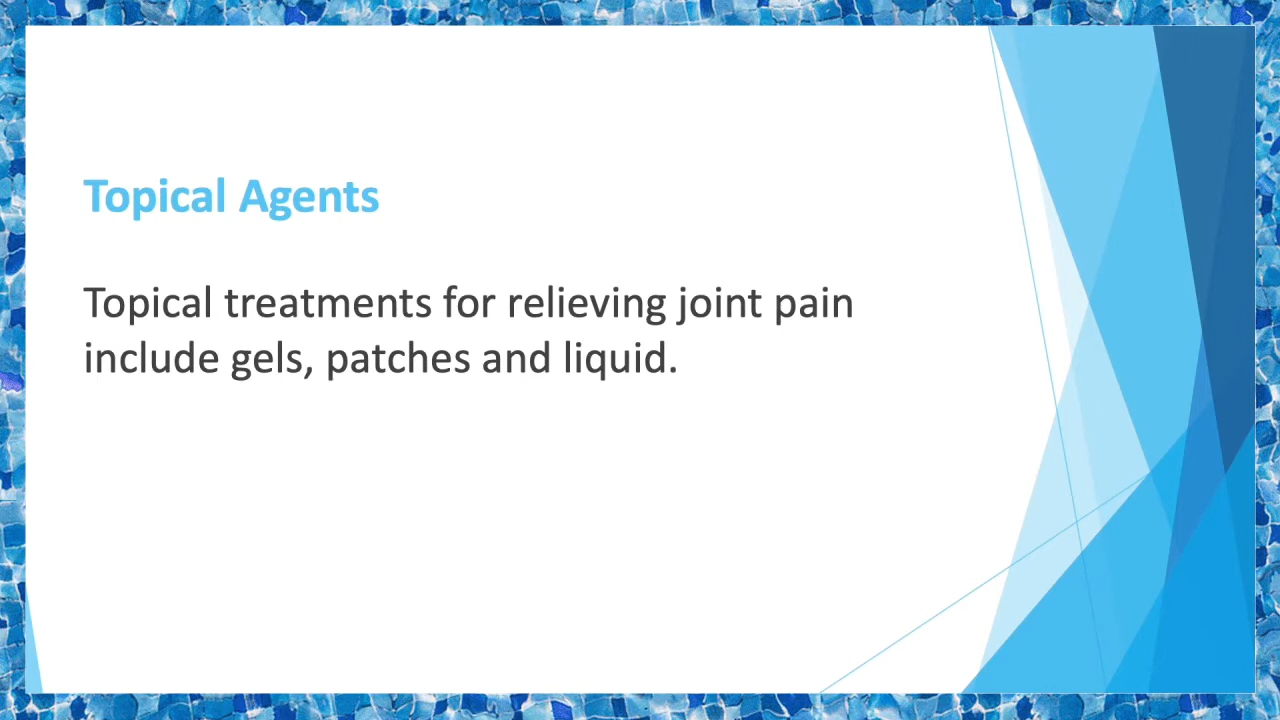 Topical Agents
Topical treatments for relieving joint pain
include gels, patches and liquid.